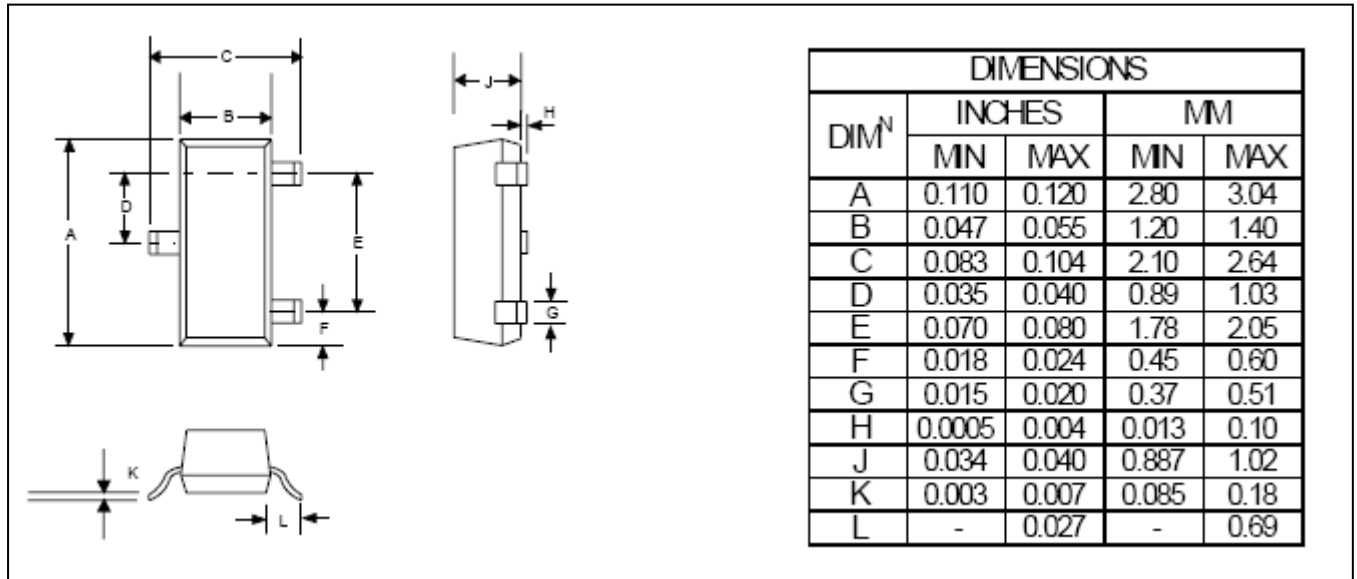 C
B
J
H
D
A
E
F
G
K
L
DIMENSIONS
DIMᴺ INCHES MM
MIN MAX MIN MAX
A 0.110 0.120 2.80 3.04
B 0.047 0.055 1.20 1.40
C 0.083 0.104 2.10 2.64
D 0.035 0.040 0.89 1.03
E 0.070 0.080 1.78 2.05
F 0.018 0.024 0.45 0.60
G 0.015 0.020 0.37 0.51
H 0.0005 0.004 0.013 0.10
J 0.034 0.040 0.887 1.02
K 0.003 0.007 0.085 0.18
L - 0.027 - 0.69